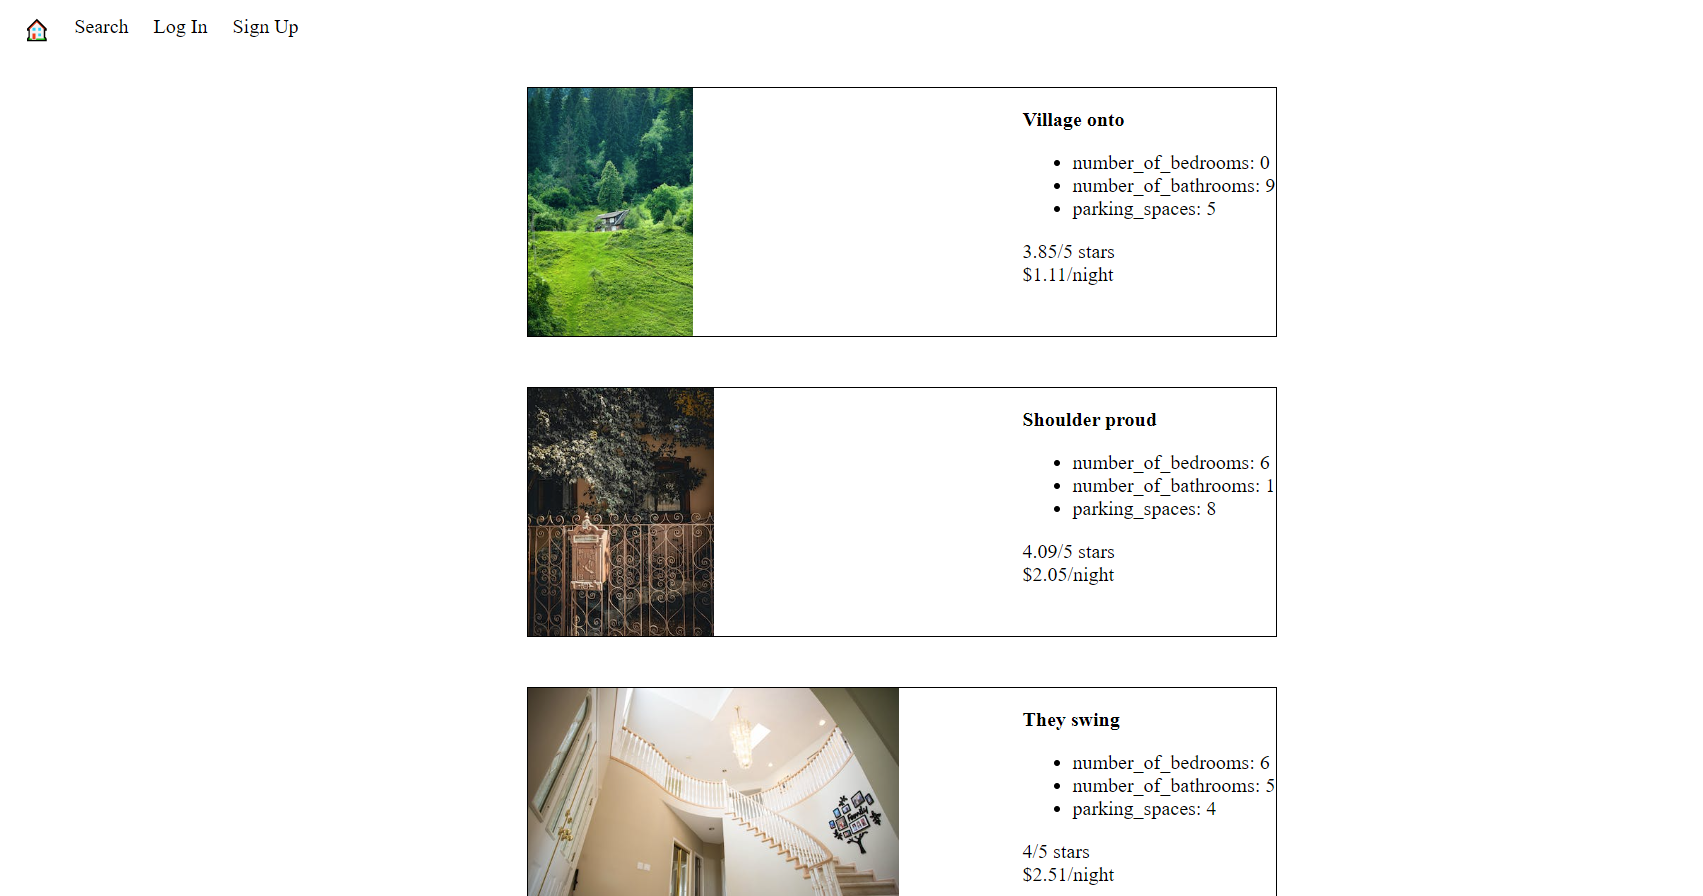 Search Log In Sign Up
Village onto
number_of_bedrooms: 0
number_of_bathrooms: 9
parking_spaces: 5
3.85/5 stars
$1.11/night
Shoulder proud
number_of_bedrooms: 6
number_of_bathrooms: 1
parking_spaces: 8
4.09/5 stars
$2.05/night
They swing
number_of_bedrooms: 6
number_of_bathrooms: 5
parking_spaces: 4
family
4/5 stars
$2.51/night